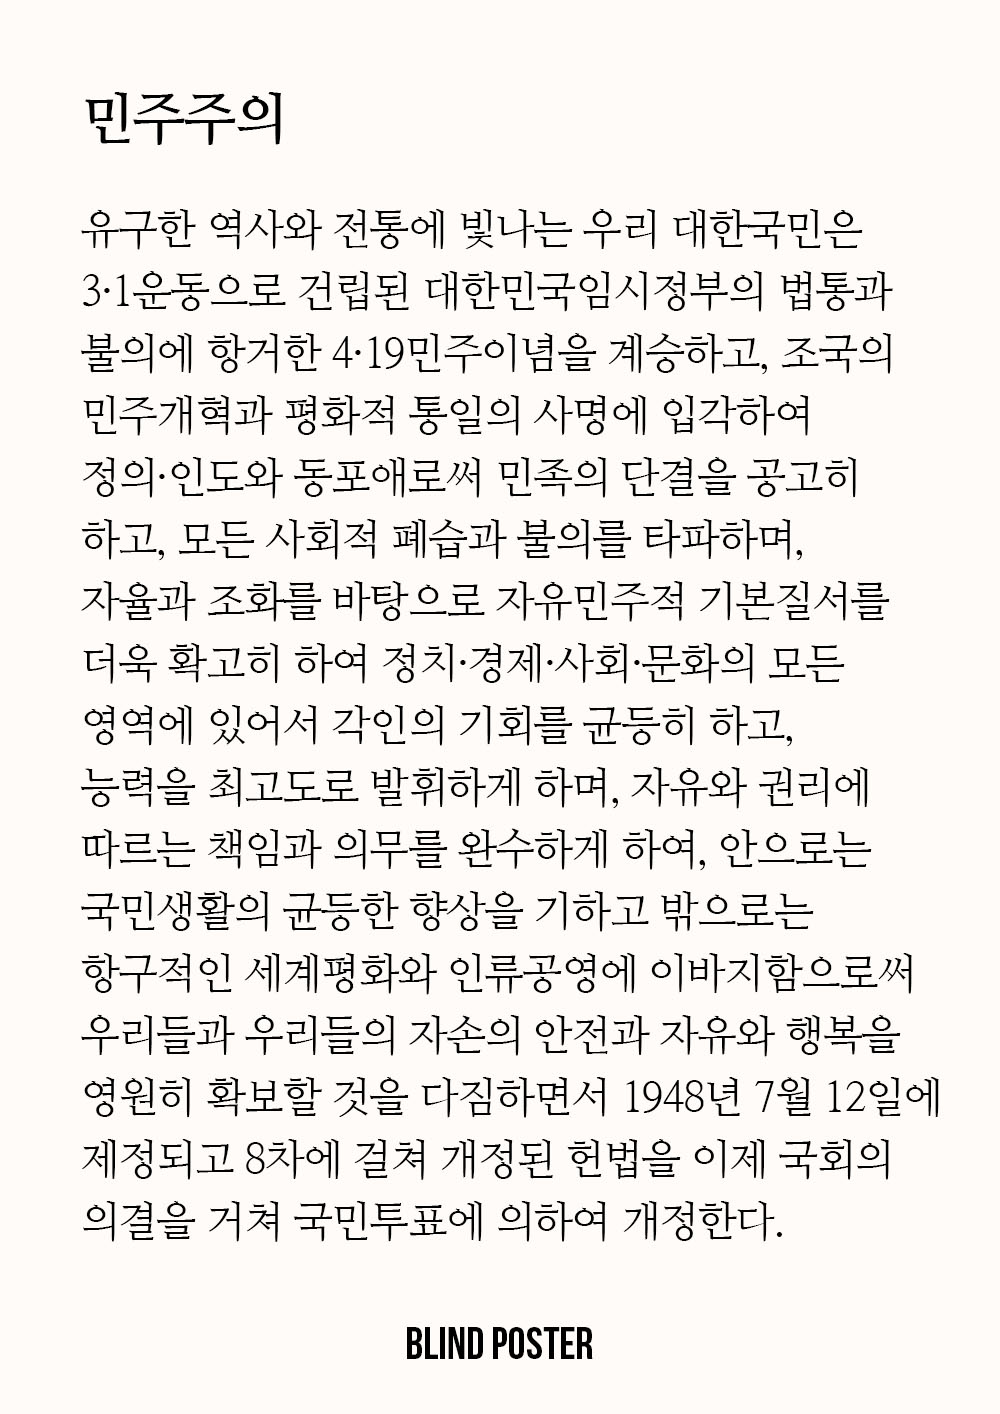 민주주의
유구한 역사와 전통에 빛나는 우리 대한국민은
3·1운동으로 건립된 대한민국임시정부의 법통과
불의에 항거한 4·19민주이념을 계승하고, 조국의
민주개혁과 평화적 통일의 사명에 입각하여
정의·인도와 동포애로써 민족의 단결을 공고히
하고, 모든 사회적 폐습과 불의를 타파하며,
자율과 조화를 바탕으로 자유민주적 기본질서를
더욱 확고히 하여 정치·경제·사회·문화의 모든
영역에 있어서 각인의 기회를 균등히 하고,
능력을 최고도로 발휘하게 하며, 자유와 권리에
따르는 책임과 의무를 완수하게 하여, 안으로는
국민생활의 균등한 향상을 기하고 밖으로는
항구적인 세계평화와 인류공영에 이바지함으로써
우리들과 우리들의 자손의 안전과 자유와 행복을
영원히 확보할 것을 다짐하면서 1948년 7월 12일에
제정되고 8차에 걸쳐 개정된 헌법을 이제 국회의
의결을 거쳐 국민투표에 의하여 개정한다.
BLIND POSTER